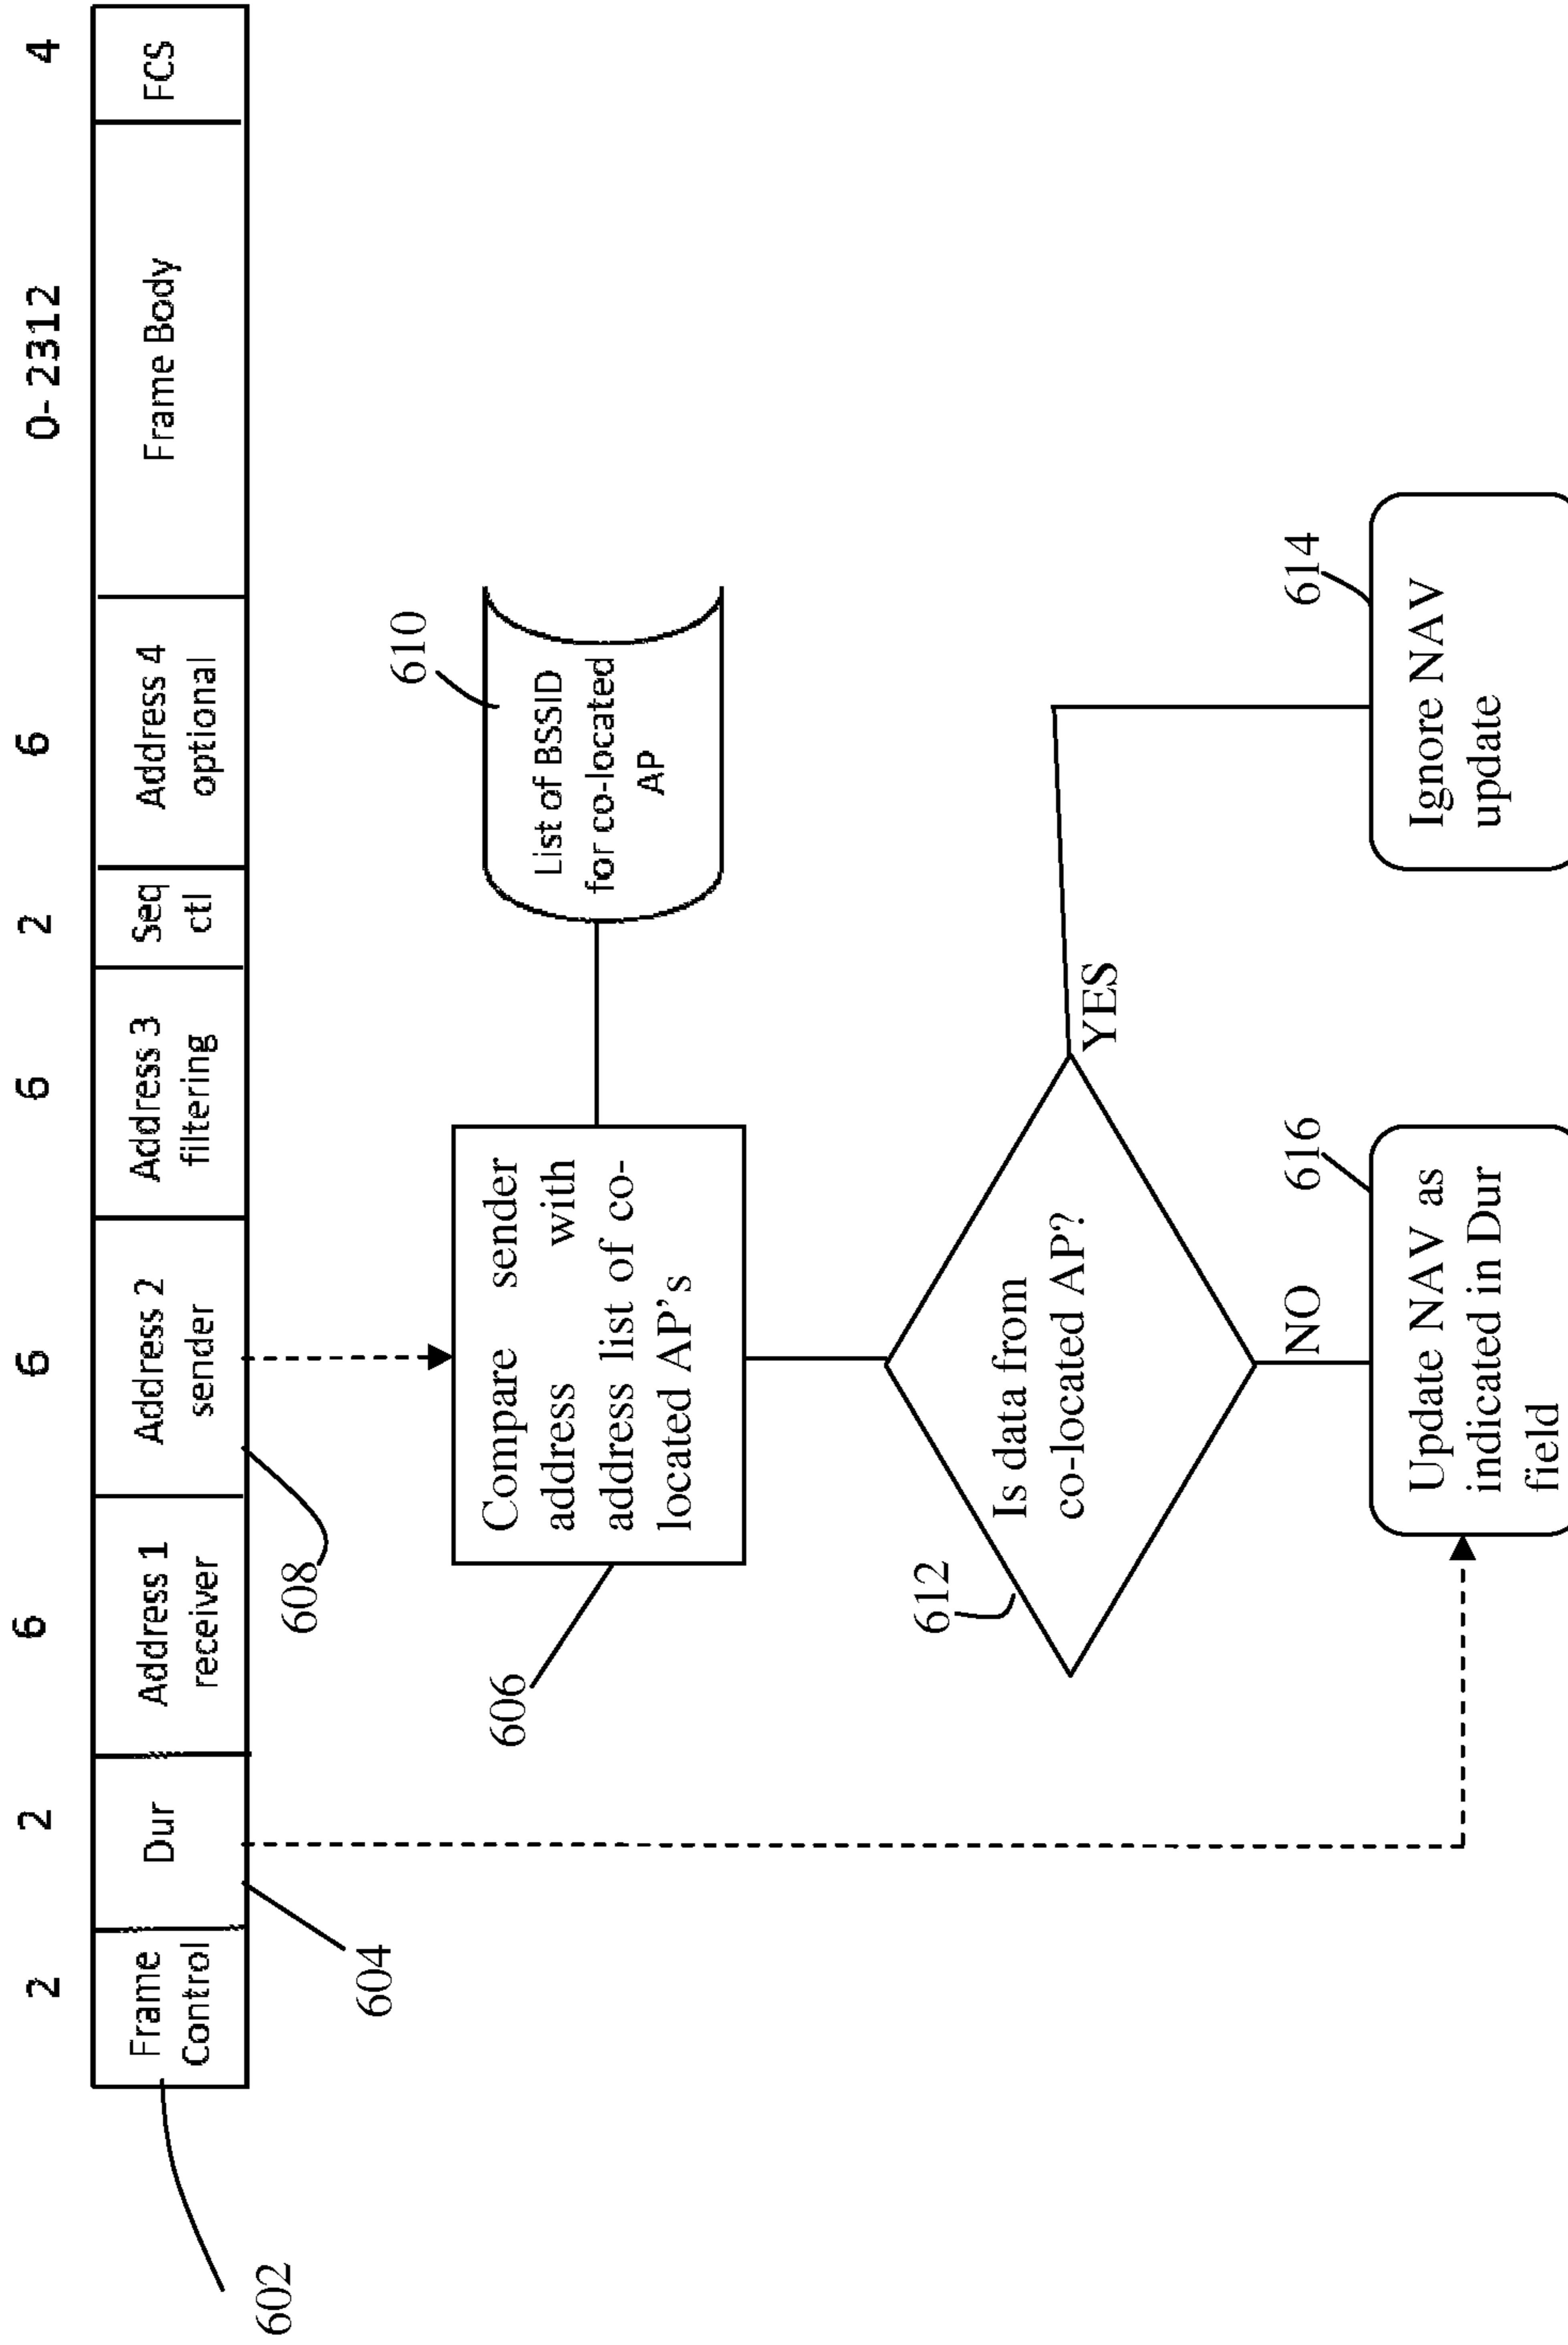 2 2 6 6 6 2 6 0-2312 4
Frame
Control
Dur
Address 1
receiver
Address 2
sender
Address 3
filtering
Seq
ctl
Address 4
optional
Frame Body
FCS
602
604
608
610
606
Compare sender
address with
address list of co-
located AP's
List of BSSID
for co-located
AP
612
Is data from
co-located AP?
YES
NO
616
614
Update NAV as
indicated in Dur
field
Ignore NAV
update